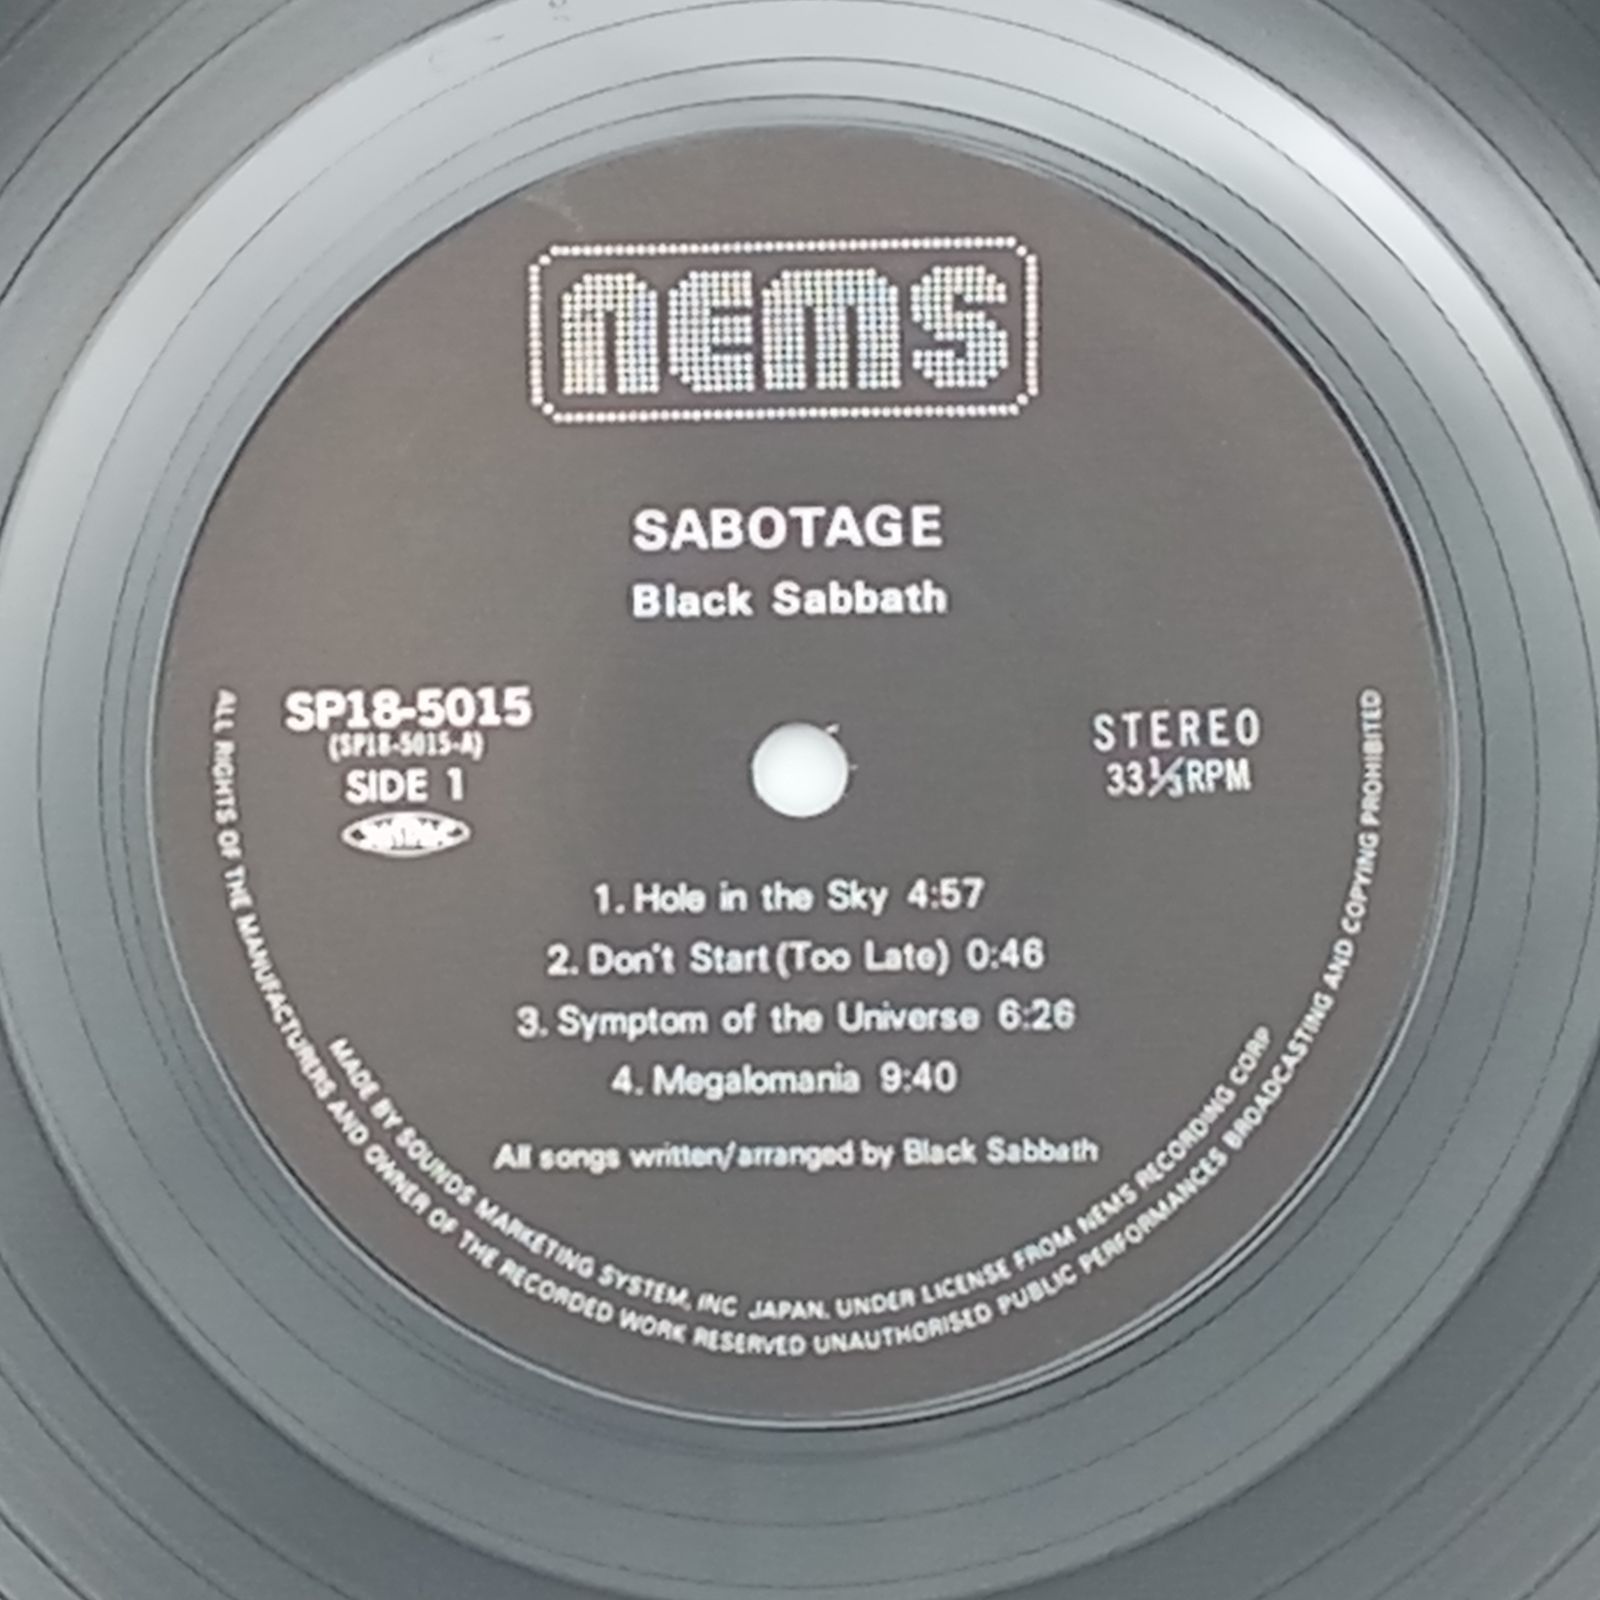 nems
SABOTAGE
Black Sabbath
SP18-5015
(SP18-5015-A)
SIDE 1
STEREO
33⅓RPM
1. Hole in the Sky 4:57
2. Don't Start (Too Late) 0:46
3. Symptom of the Universe 6:26
4. Megalomania 9:40
All songs written/arranged by Black Sabbath
MADE BY SOUNDS MARKETING SYSTEM, INC JAPAN. UNDER LICENSE FROM NEMS RECORDING CORP
ALL RIGHTS OF THE MANUFACTURERS AND OWNER OF THE RECORDED WORK RESERVED UNAUTHORISED PUBLIC PERFORMANCES BROADCASTING AND COPYING PROHIBITED